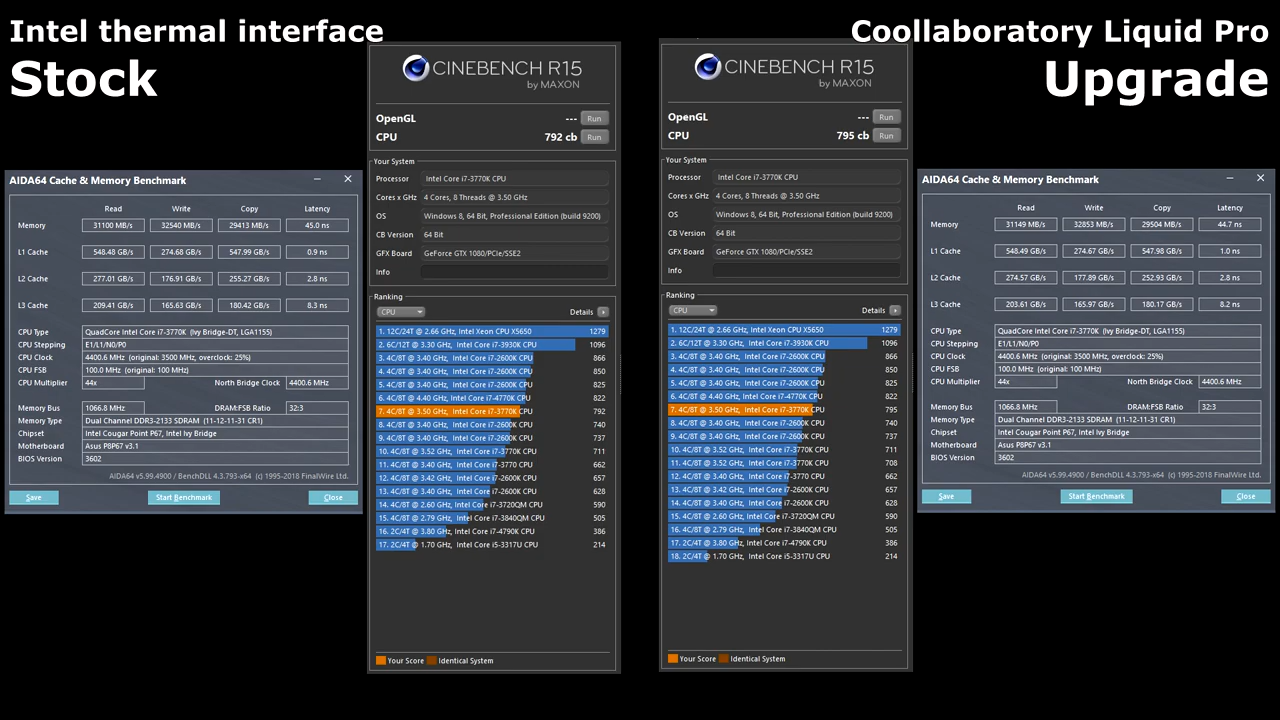 Intel thermal interface
Stock
Coollaboratory Liquid Pro
Upgrade
AIDA64 Cache & Memory Benchmark
Read Write Copy Latency
Memory 31100 MB/s 32540 MB/s 29413 MB/s 45.0 ns
L1 Cache 548.48 GB/s 274.68 GB/s 547.99 GB/s 0.9 ns
L2 Cache 277.01 GB/s 176.91 GB/s 255.27 GB/s 2.8 ns
L3 Cache 209.41 GB/s 165.63 GB/s 180.42 GB/s 8.3 ns
CPU Type QuadCore Intel Core i7-3770K (Ivy Bridge-DT, LGA1155)
CPU Stepping E1/L1/N0/P0
CPU Clock 4400.6 MHz (original: 3500 MHz, overclock: 25%)
CPU FSB 100.0 MHz (original: 100 MHz)
CPU Multiplier 44x North Bridge Clock 4400.6 MHz
Memory Bus 1066.8 MHz DRAM:FSB Ratio 32:3
Memory Type Dual Channel DDR3-2133 SDRAM (11-12-11-31 CR1)
Chipset Intel Cougar Point P67, Intel Ivy Bridge
Motherboard Asus P8P67 v3.1
BIOS Version 3602
AIDA64 v5.99.4900 / BenchDLL 4.3.793-x64 (c) 1995-2018 FinalWire Ltd.
Save Start Benchmark Close
CINEBENCH R15
by MAXON
OpenGL --- Run
CPU 792 cb Run
Your System
Processor Intel Core i7-3770K CPU
Cores x GHz 4 Cores, 8 Threads @ 3.50 GHz
OS Windows 8, 64 Bit, Professional Edition (build 9200)
CB Version 64 Bit
GFX Board GeForce GTX 1080/PCIe/SSE2
Info
Ranking
CPU Details
1. 12C/24T @ 2.66 GHz, Intel Xeon CPU X5650 1279
2. 6C/12T @ 3.30 GHz, Intel Core i7-3930K CPU 1096
3. 4C/8T @ 3.40 GHz, Intel Core i7-2600K CPU 866
4. 4C/8T @ 3.40 GHz, Intel Core i7-2600K CPU 850
5. 4C/8T @ 3.40 GHz, Intel Core i7-2600K CPU 825
6. 4C/8T @ 4.40 GHz, Intel Core i7-4770K CPU 822
7. 4C/8T @ 3.50 GHz, Intel Core i7-3770K CPU 792
8. 4C/8T @ 3.40 GHz, Intel Core i7-2600K CPU 740
9. 4C/8T @ 3.40 GHz, Intel Core i7-2600K CPU 737
10. 4C/8T @ 3.52 GHz, Intel Core i7-3770K CPU 711
11. 4C/8T @ 3.40 GHz, Intel Core i7-3770 CPU 662
12. 4C/8T @ 3.42 GHz, Intel Core i7-2600K CPU 657
13. 4C/8T @ 3.40 GHz, Intel Core i7-2600K CPU 628
14. 4C/8T @ 2.60 GHz, Intel Core i7-3720QM CPU 590
15. 4C/8T @ 2.79 GHz, Intel Core i7-3840QM CPU 505
16. 2C/4T @ 3.80 GHz, Intel Core i7-4790K CPU 386
17. 2C/4T @ 1.70 GHz, Intel Core i5-3317U CPU 214
Your Score Identical System
CINEBENCH R15
by MAXON
OpenGL --- Run
CPU 795 cb Run
Your System
Processor Intel Core i7-3770K CPU
Cores x GHz 4 Cores, 8 Threads @ 3.50 GHz
OS Windows 8, 64 Bit, Professional Edition (build 9200)
CB Version 64 Bit
GFX Board GeForce GTX 1080/PCIe/SSE2
Info
Ranking
CPU Details
1. 12C/24T @ 2.66 GHz, Intel Xeon CPU X5650 1279
2. 6C/12T @ 3.30 GHz, Intel Core i7-3930K CPU 1096
3. 4C/8T @ 3.40 GHz, Intel Core i7-2600K CPU 866
4. 4C/8T @ 3.40 GHz, Intel Core i7-2600K CPU 850
5. 4C/8T @ 3.40 GHz, Intel Core i7-2600K CPU 825
6. 4C/8T @ 4.40 GHz, Intel Core i7-4770K CPU 822
7. 4C/8T @ 3.50 GHz, Intel Core i7-3770K CPU 795
8. 4C/8T @ 3.40 GHz, Intel Core i7-2600K CPU 740
9. 4C/8T @ 3.40 GHz, Intel Core i7-2600K CPU 737
10. 4C/8T @ 3.52 GHz, Intel Core i7-3770K CPU 711
11. 4C/8T @ 3.52 GHz, Intel Core i7-3770K CPU 708
12. 4C/8T @ 3.40 GHz, Intel Core i7-3770 CPU 662
13. 4C/8T @ 3.42 GHz, Intel Core i7-2600K CPU 657
14. 4C/8T @ 3.40 GHz, Intel Core i7-2600K CPU 628
15. 4C/8T @ 2.60 GHz, Intel Core i7-3720QM CPU 590
16. 4C/8T @ 2.79 GHz, Intel Core i7-3840QM CPU 505
17. 2C/4T @ 3.80 GHz, Intel Core i7-4790K CPU 386
18. 2C/4T @ 1.70 GHz, Intel Core i5-3317U CPU 214
Your Score Identical System
AIDA64 Cache & Memory Benchmark
Read Write Copy Latency
Memory 31149 MB/s 32853 MB/s 29504 MB/s 44.7 ns
L1 Cache 548.49 GB/s 274.67 GB/s 547.98 GB/s 1.0 ns
L2 Cache 274.57 GB/s 177.89 GB/s 252.93 GB/s 2.8 ns
L3 Cache 203.61 GB/s 165.97 GB/s 180.17 GB/s 8.2 ns
CPU Type QuadCore Intel Core i7-3770K (Ivy Bridge-DT, LGA1155)
CPU Stepping E1/L1/N0/P0
CPU Clock 4400.6 MHz (original: 3500 MHz, overclock: 25%)
CPU FSB 100.0 MHz (original: 100 MHz)
CPU Multiplier 44x North Bridge Clock 4400.6 MHz
Memory Bus 1066.8 MHz DRAM:FSB Ratio 32:3
Memory Type Dual Channel DDR3-2133 SDRAM (11-12-11-31 CR1)
Chipset Intel Cougar Point P67, Intel Ivy Bridge
Motherboard Asus P8P67 v3.1
BIOS Version 3602
AIDA64 v5.99.4900 / BenchDLL 4.3.793-x64 (c) 1995-2018 FinalWire Ltd.
Save Start Benchmark Close